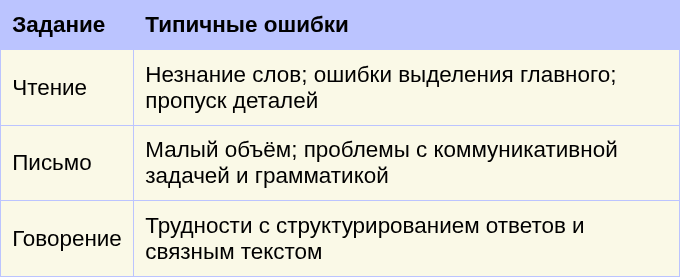 Задание Типичные ошибки
Чтение
Незнание слов; ошибки выделения главного;
пропуск деталей
Письмо
Малый объём; проблемы с коммуникативной
задачей и грамматикой
Говорение
Трудности с структурированием ответов и
связным текстом